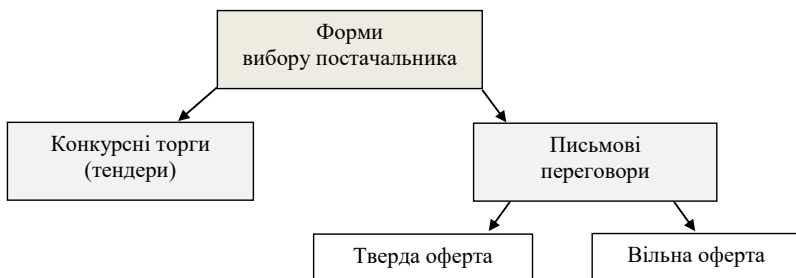 Форми
вибору постачальника
Конкурсні торги
(тендери)
Письмові
переговори
Тверда оферта
Вільна оферта